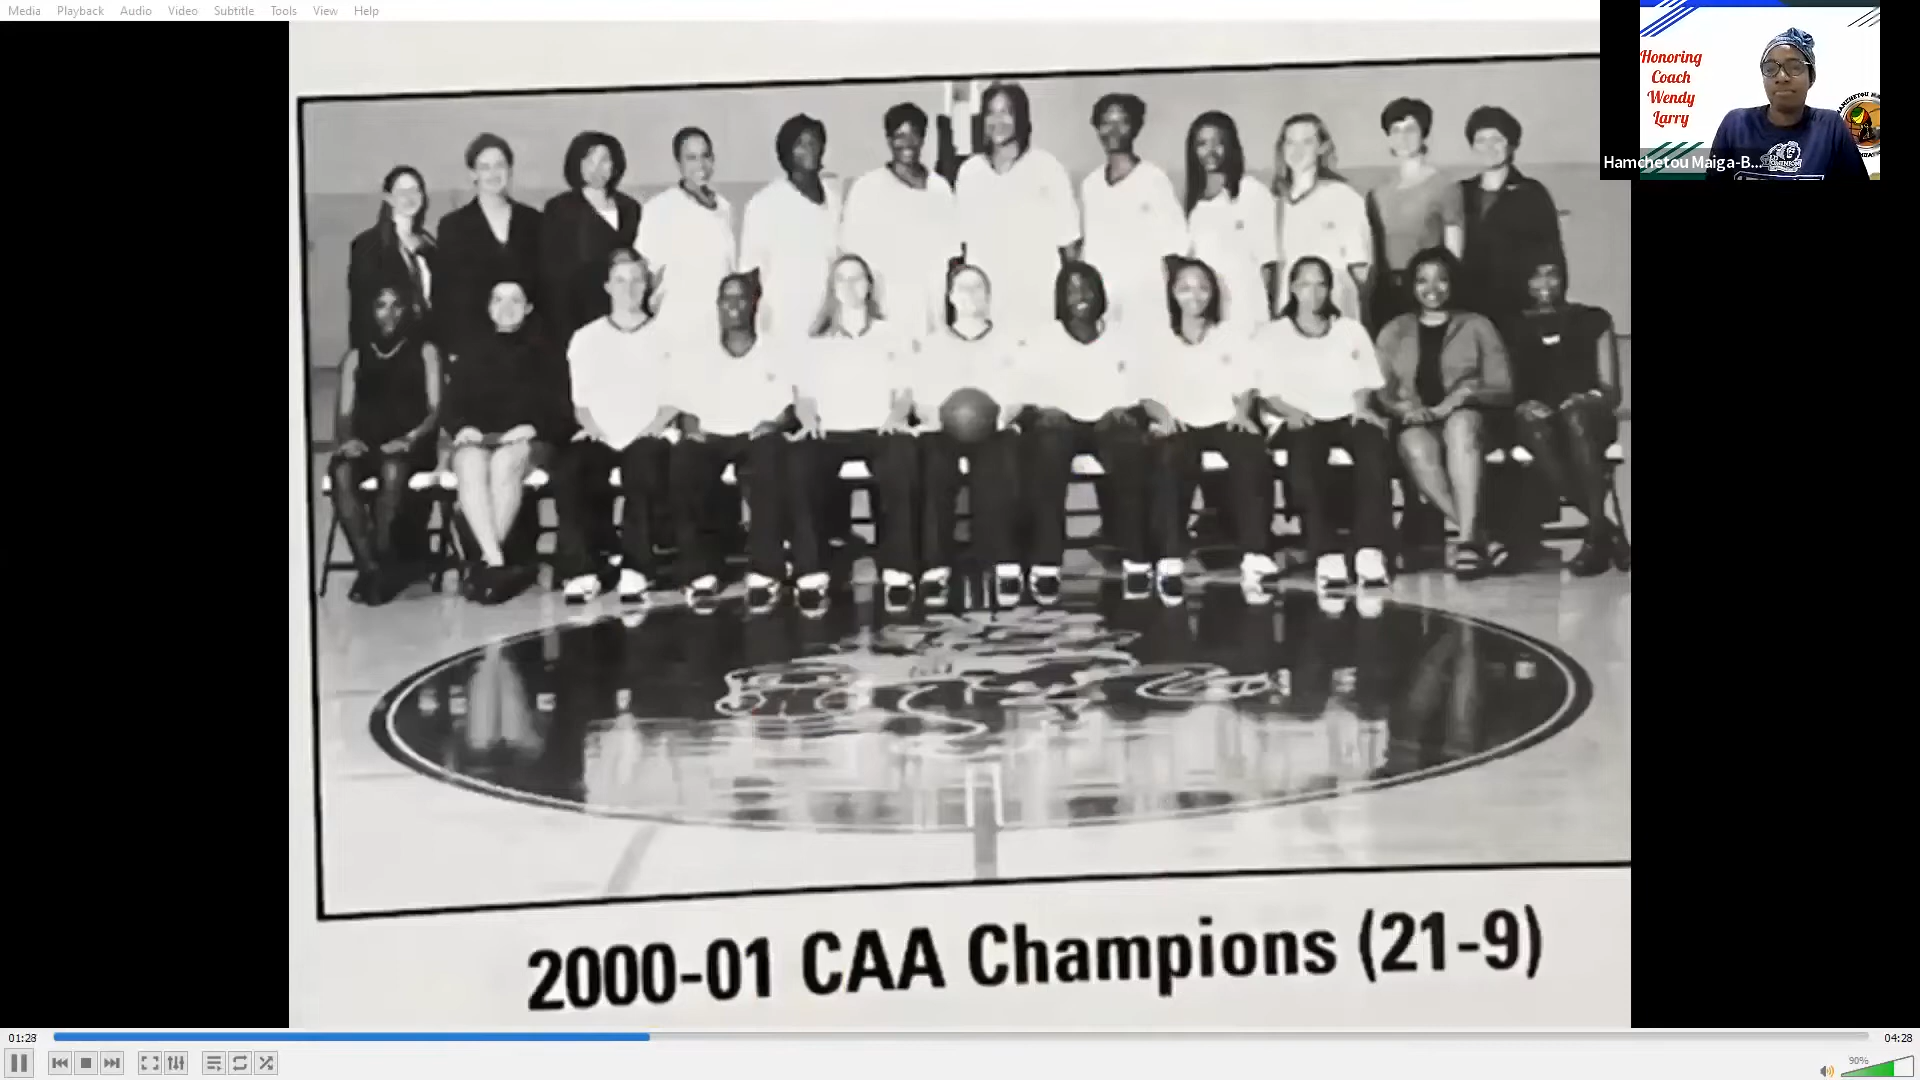 Media Playback Audio Video Subtitle Tools View Help
Honoring
Coach
Wendy
Larry
Hamchetou Maiga-B...
2000-01 CAA Champions (21-9)
01:28
04:28
90%